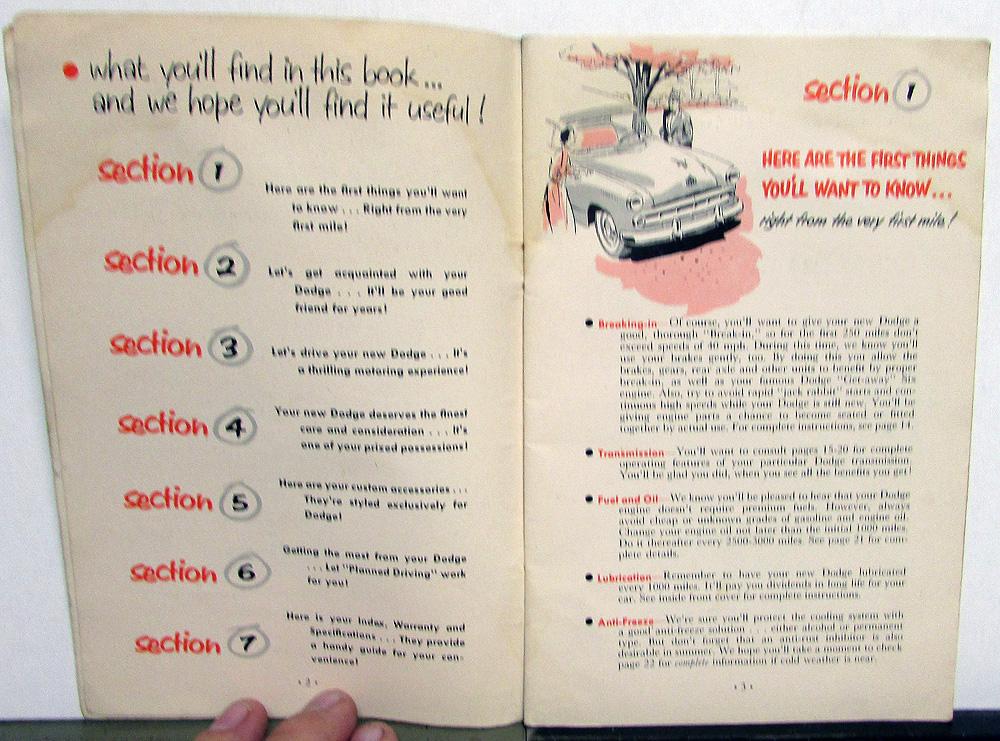 what you'll find in this book...
and we hope you'll find it useful!
section 1
Here are the first things you'll want
to know . . . Right from the very
first mile!
section 2
Let's get acquainted with your
Dodge . . . It'll be your good
friend for years!
section 3
Let's drive your new Dodge . . . It's
a thrilling motoring experience!
section 4
Your new Dodge deserves the finest
care and consideration . . . It's
one of your prized possessions!
section 5
Here are your custom accessories . . .
They're styled exclusively for
Dodge!
section 6
Getting the most from your Dodge
. . . Let "Planned Driving" work
for you!
section 7
Here is your Index, Warranty and
Specifications . . . They provide
a handy guide for your con-
venience!
• 2 •
section 1
HERE ARE THE FIRST THINGS
YOU'LL WANT TO KNOW...
right from the very first mile!
● Breaking-in—Of course, you'll want to give your new Dodge a
good, thorough "Break-in," so for the first 250 miles don't
exceed speeds of 40 mph. During this time, we know you'll
use your brakes gently, too. By doing this you allow the
brakes, gears, rear axle and other units to benefit by proper
break-in, as well as your famous Dodge "Get-away" Six
engine. Also, try to avoid rapid "jack rabbit" starts and con-
tinuous high speeds while your Dodge is still new. You'll be
giving engine parts a chance to become seated or fitted
together by actual use. For complete instructions, see page 14.
● Transmission—You'll want to consult pages 15-20 for complete
operating features of your particular Dodge transmission.
You'll be glad you did, when you see all the benefits you get!
● Fuel and Oil—We know you'll be pleased to hear that your Dodge
engine doesn't require premium fuels. However, always
avoid cheap or unknown grades of gasoline and engine oil.
Change your engine oil not later than the initial 1000 miles.
Do it thereafter every 2500-3000 miles. See page 21 for com-
plete details.
● Lubrication—Remember to have your new Dodge lubricated
every 1000 miles. It'll pay you dividends in long life for your
car. See inside front cover for complete instructions.
● Anti-Freeze—We're sure you'll protect the cooling system with
a good anti-freeze solution . . . either alcohol or permanent
type. But don't forget that an anti-rust inhibitor is also
desirable in summer. We hope you'll take a moment to check
page 22 for complete information if cold weather is near.
• 3 •